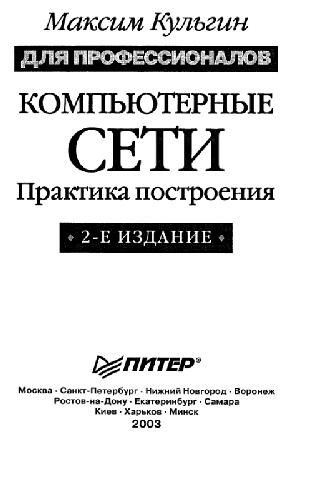 Максим Кульгин
ДЛЯ ПРОФЕССИОНАЛОВ
КОМПЬЮТЕРНЫЕ
СЕТИ
Практика построения
• 2-Е ИЗДАНИЕ •
ПИТЕР®
Москва · Санкт-Петербург · Нижний Новгород · Воронеж
Ростов-на-Дону · Екатеринбург · Самара
Киев · Харьков · Минск
2003